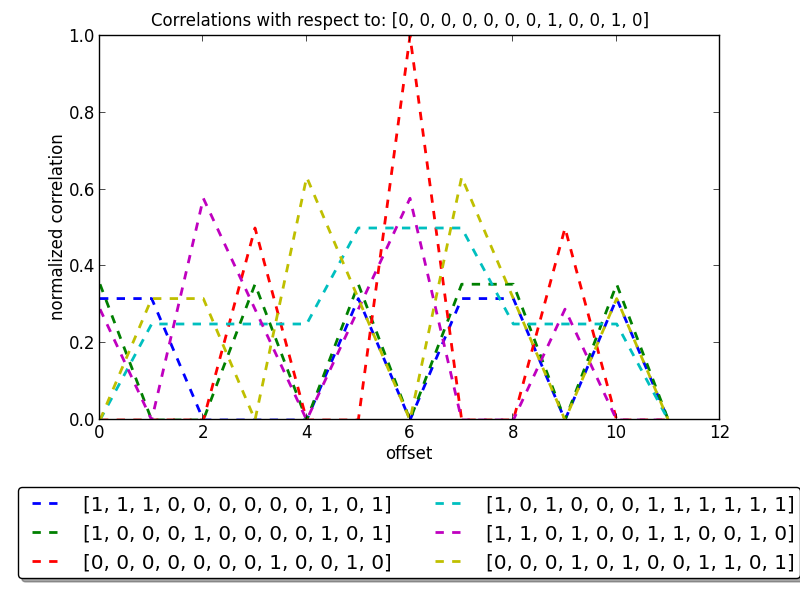 Correlations with respect to: [0, 0, 0, 0, 0, 0, 0, 1, 0, 0, 1, 0]
1.0
0.8
0.6
0.4
0.2
0.0
normalized correlation
0 2 4 6 8 10 12
offset
[1, 1, 1, 0, 0, 0, 0, 0, 0, 1, 0, 1]
[1, 0, 0, 0, 1, 0, 0, 0, 0, 1, 0, 1]
[0, 0, 0, 0, 0, 0, 0, 1, 0, 0, 1, 0]
[1, 0, 1, 0, 0, 0, 1, 1, 1, 1, 1, 1]
[1, 1, 0, 1, 0, 0, 1, 1, 0, 0, 1, 0]
[0, 0, 0, 1, 0, 1, 0, 0, 1, 1, 0, 1]